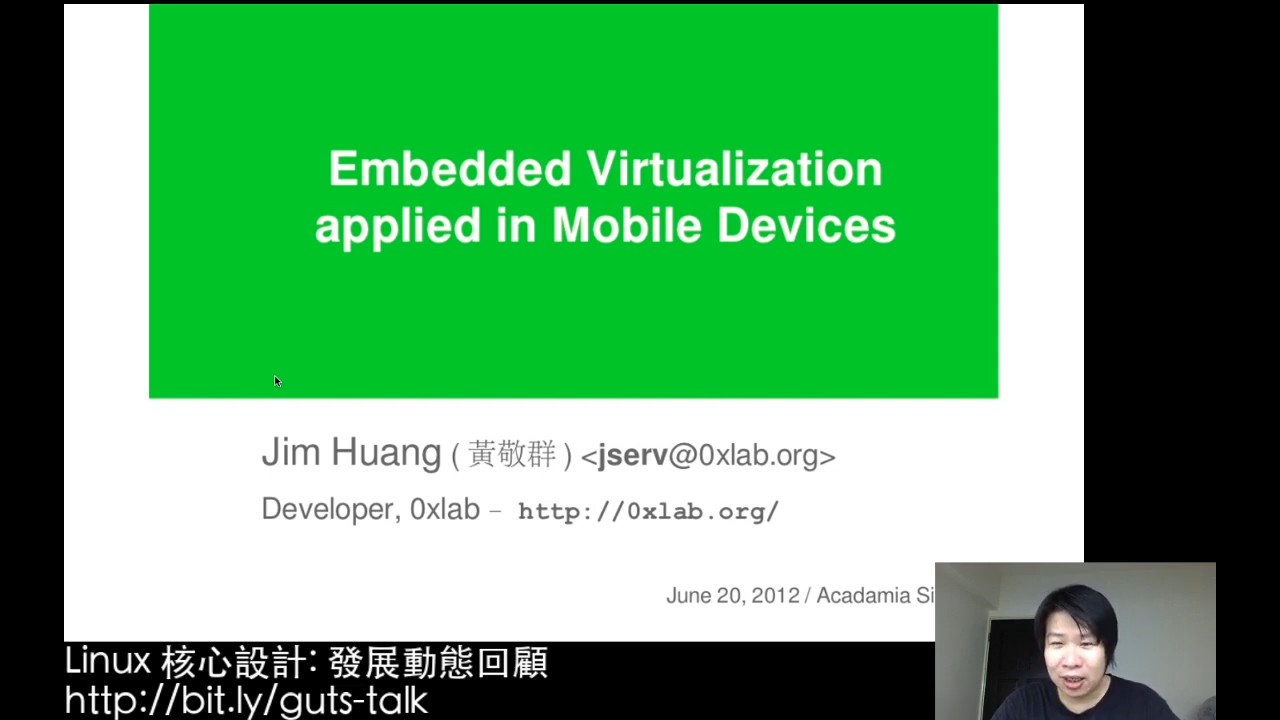 Embedded Virtualization
applied in Mobile Devices
Jim Huang ( 黃敬群 ) <jserv@0xlab.org>
Developer, 0xlab – http://0xlab.org/
June 20, 2012 / Acadamia Si
Linux 核心設計: 發展動態回顧
http://bit.ly/guts-talk